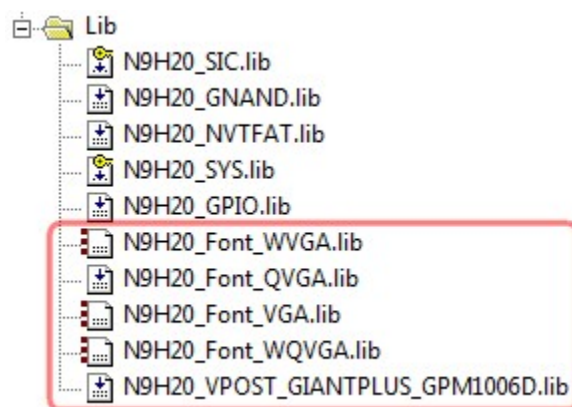 Lib
N9H20_SIC.lib
N9H20_GNAND.lib
N9H20_NVTFAT.lib
N9H20_SYS.lib
N9H20_GPIO.lib
N9H20_Font_WVGA.lib
N9H20_Font_QVGA.lib
N9H20_Font_VGA.lib
N9H20_Font_WQVGA.lib
N9H20_VPOST_GIANTPLUS_GPM1006D.lib